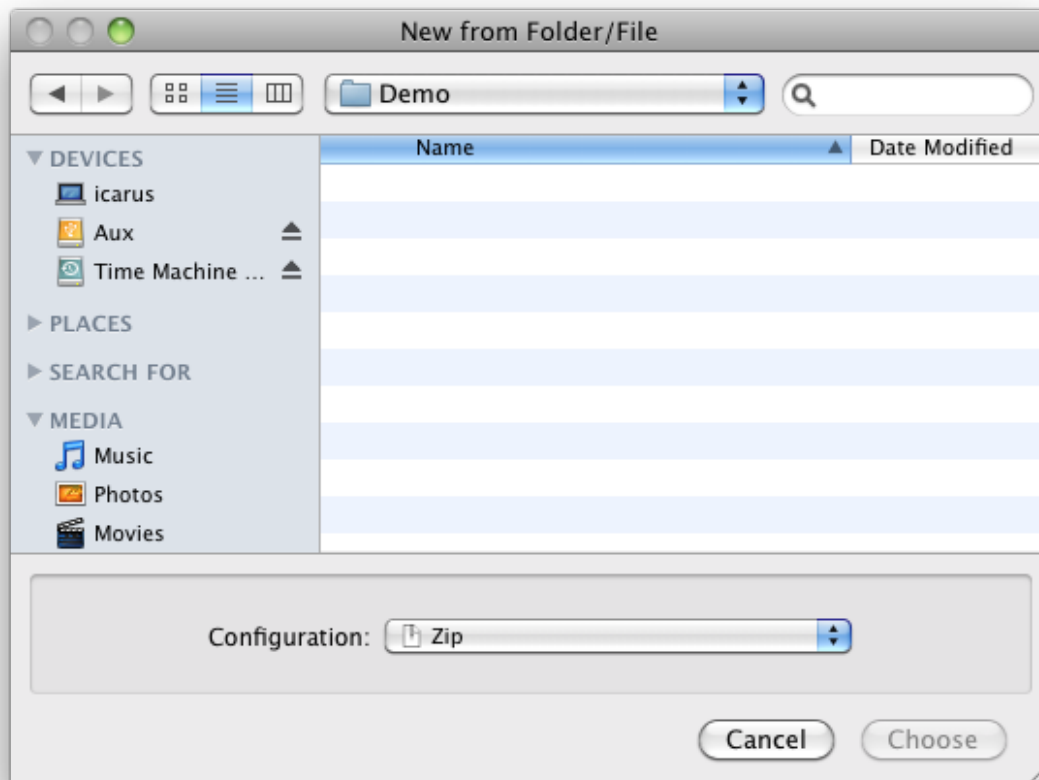 New from Folder/File
Demo
Name
Date Modified
DEVICES
icarus
Aux
Time Machine ...
PLACES
SEARCH FOR
MEDIA
Music
Photos
Movies
Configuration: Zip
Cancel
Choose